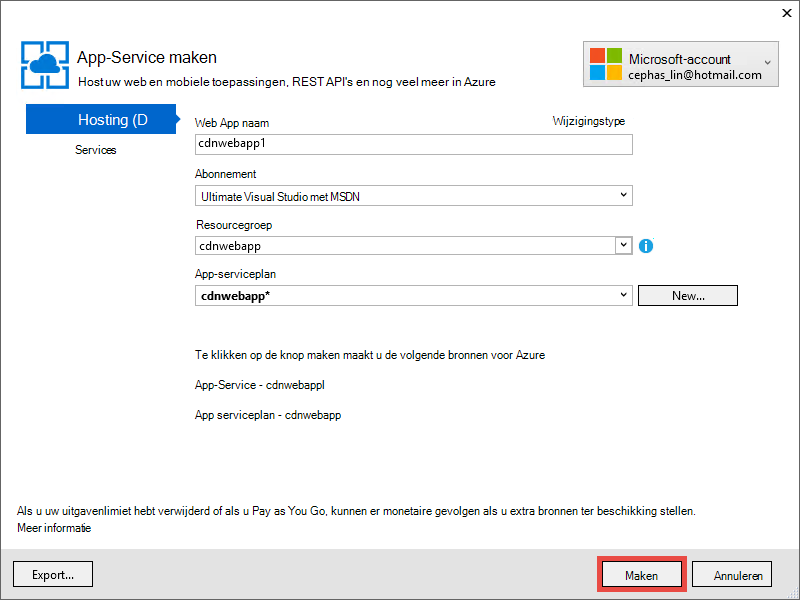 App-Service maken
Host uw web en mobiele toepassingen, REST API's en nog veel meer in Azure
Microsoft-account
cephas_lin@hotmail.com
Hosting (D
Services
Web App naam
Wijzigingstype
cdnwebapp1
Abonnement
Ultimate Visual Studio met MSDN
Resourcegroep
cdnwebapp
App-serviceplan
cdnwebapp*
New...
Te klikken op de knop maken maakt u de volgende bronnen voor Azure
App-Service - cdnwebappl
App serviceplan - cdnwebapp
Als u uw uitgavenlimiet hebt verwijderd of als u Pay as You Go, kunnen er monetaire gevolgen als u extra bronnen ter beschikking stellen.
Meer informatie
Export...
Maken
Annuleren